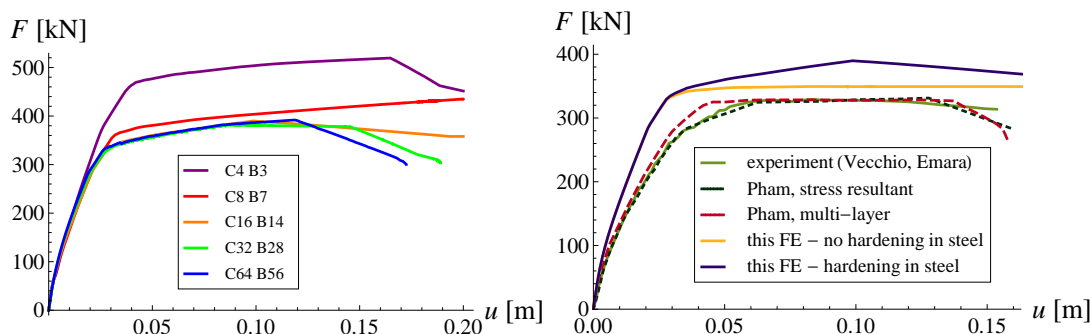 F [kN]
500
400
300
200
100
0
0.05
0.10
0.15
0.20
u [m]
C4 B3
C8 B7
C16 B14
C32 B28
C64 B56
F [kN]
400
300
200
100
0
0.00
0.05
0.10
0.15
u [m]
experiment (Vecchio, Emara)
Pham, stress resultant
Pham, multi−layer
this FE − no hardening in steel
this FE − hardening in steel